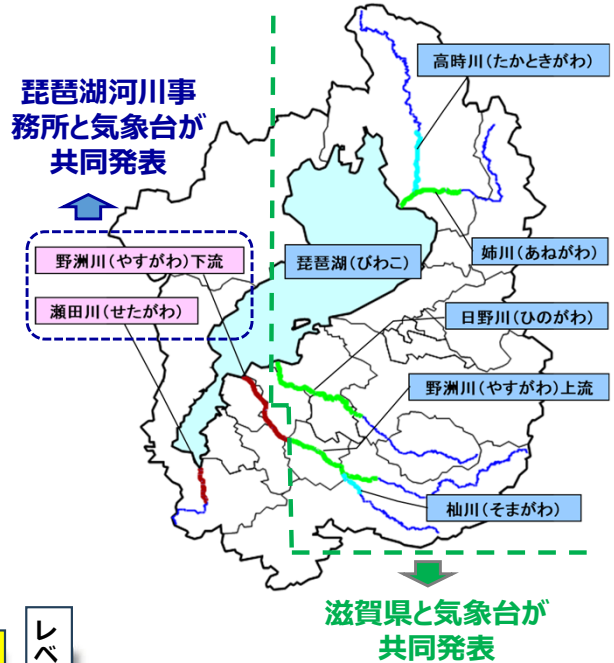 高時川(たかときがわ)
琵琶湖河川事
務所と気象台が
共同発表
野洲川(やすがわ)下流
琵琶湖(びわこ)
姉川(あねがわ)
瀬田川(せたがわ)
日野川(ひのがわ)
野洲川(やすがわ)上流
杣川(そまがわ)
滋賀県と気象台が
共同発表
レベ